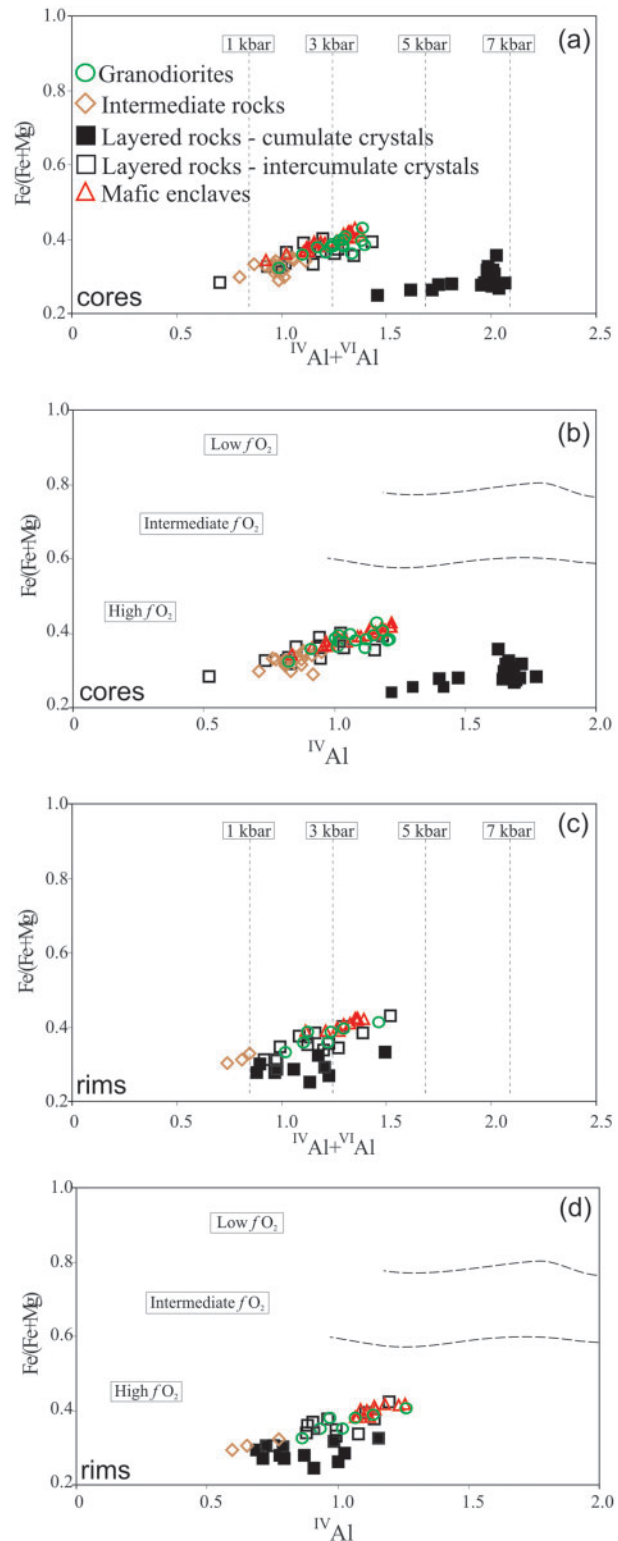 (a)
1.0
1 kbar 3 kbar 5 kbar 7 kbar
Granodiorites
Intermediate rocks
0.8
Layered rocks - cumulate crystals
Layered rocks - intercumulate crystals
0.6
Mafic enclaves
Fe/(Fe+Mg)
0.4
cores
0.2
0.5 1.0 1.5 2.0 2.5
IVAl+VIAl
(b)
1.0
Low fO2
0.8
Intermediate fO2
Fe/(Fe+Mg)
0.6
High fO2
0.4
cores
0.2
0 0.5 1.0 1.5 2.0
IVAl
(c)
1.0
1 kbar 3 kbar 5 kbar 7 kbar
0.8
Fe/(Fe+Mg)
0.6
0.4
rims
0.2
0 0.5 1.0 1.5 2.0 2.5
IVAl+VIAl
(d)
1.0
Low fO2
0.8
Intermediate fO2
Fe/(Fe+Mg)
0.6
High fO2
0.4
rims
0.2
0 0.5 1.0 1.5 2.0
IVAl